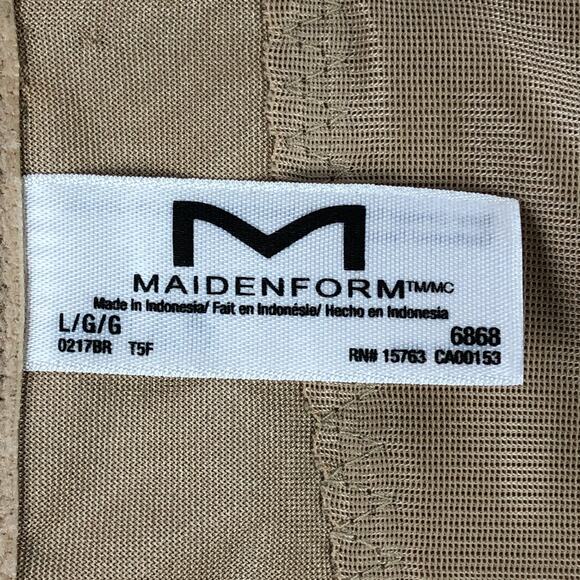 M
MAIDENFORM™/MC
Made in Indonesia/ Fait en Indonésie/ Hecho en Indonesia
L/G/G 6868
0217BR T5F RN# 15763 CA00153